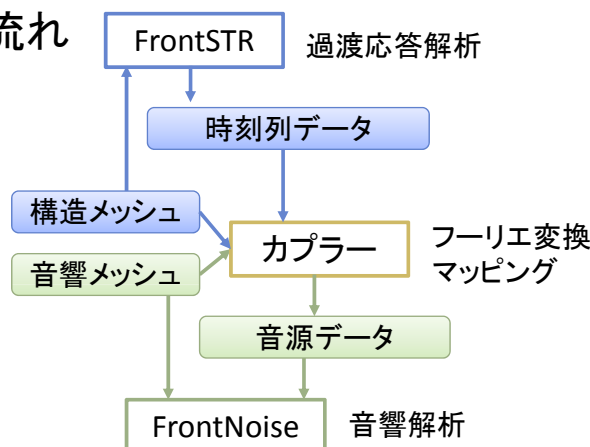 流れ
FrontSTR
過渡応答解析
時刻列データ
構造メッシュ
音響メッシュ
カプラー
フーリエ変換
マッピング
音源データ
FrontNoise
音響解析